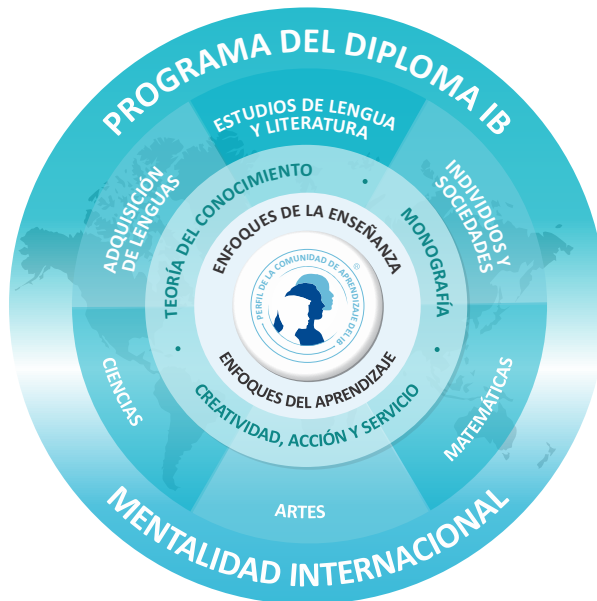 PROGRAMA DEL DIPLOMA IB
ESTUDIOS DE LENGUA
Y LITERATURA
ADQUISICIÓN
DE LENGUAS
INDIVIDUOS Y
SOCIEDADES
TEORÍA DEL CONOCIMIENTO
•
MONOGRAFÍA
•
ENFOQUES DE LA ENSEÑANZA
PERFIL DE LA COMUNIDAD DE APRENDIZAJE DEL IB
®
ENFOQUES DEL APRENDIZAJE
•
CREATIVIDAD, ACCIÓN Y SERVICIO
CIENCIAS
MATEMÁTICAS
ARTES
MENTALIDAD INTERNACIONAL